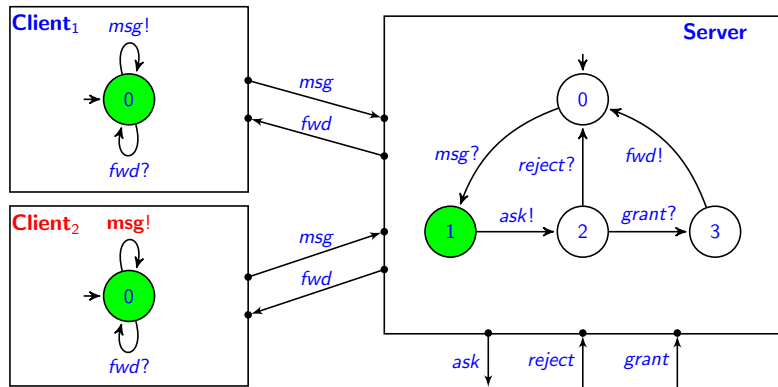 Client₁
msg!
0
fwd?
msg
fwd
Server
0
msg?
reject?
fwd!
1
ask!
2
grant?
3
Client₂
msg!
0
fwd?
msg
fwd
ask
reject
grant